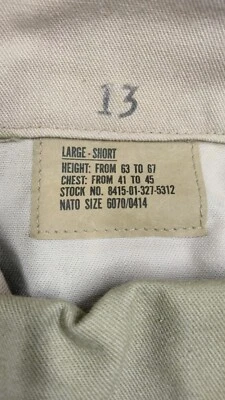 13
LARGE - SHORT
HEIGHT: FROM 63 TO 67
CHEST: FROM 41 TO 45
STOCK NO. 8415-01-327-5312
NATO SIZE 6070/0414